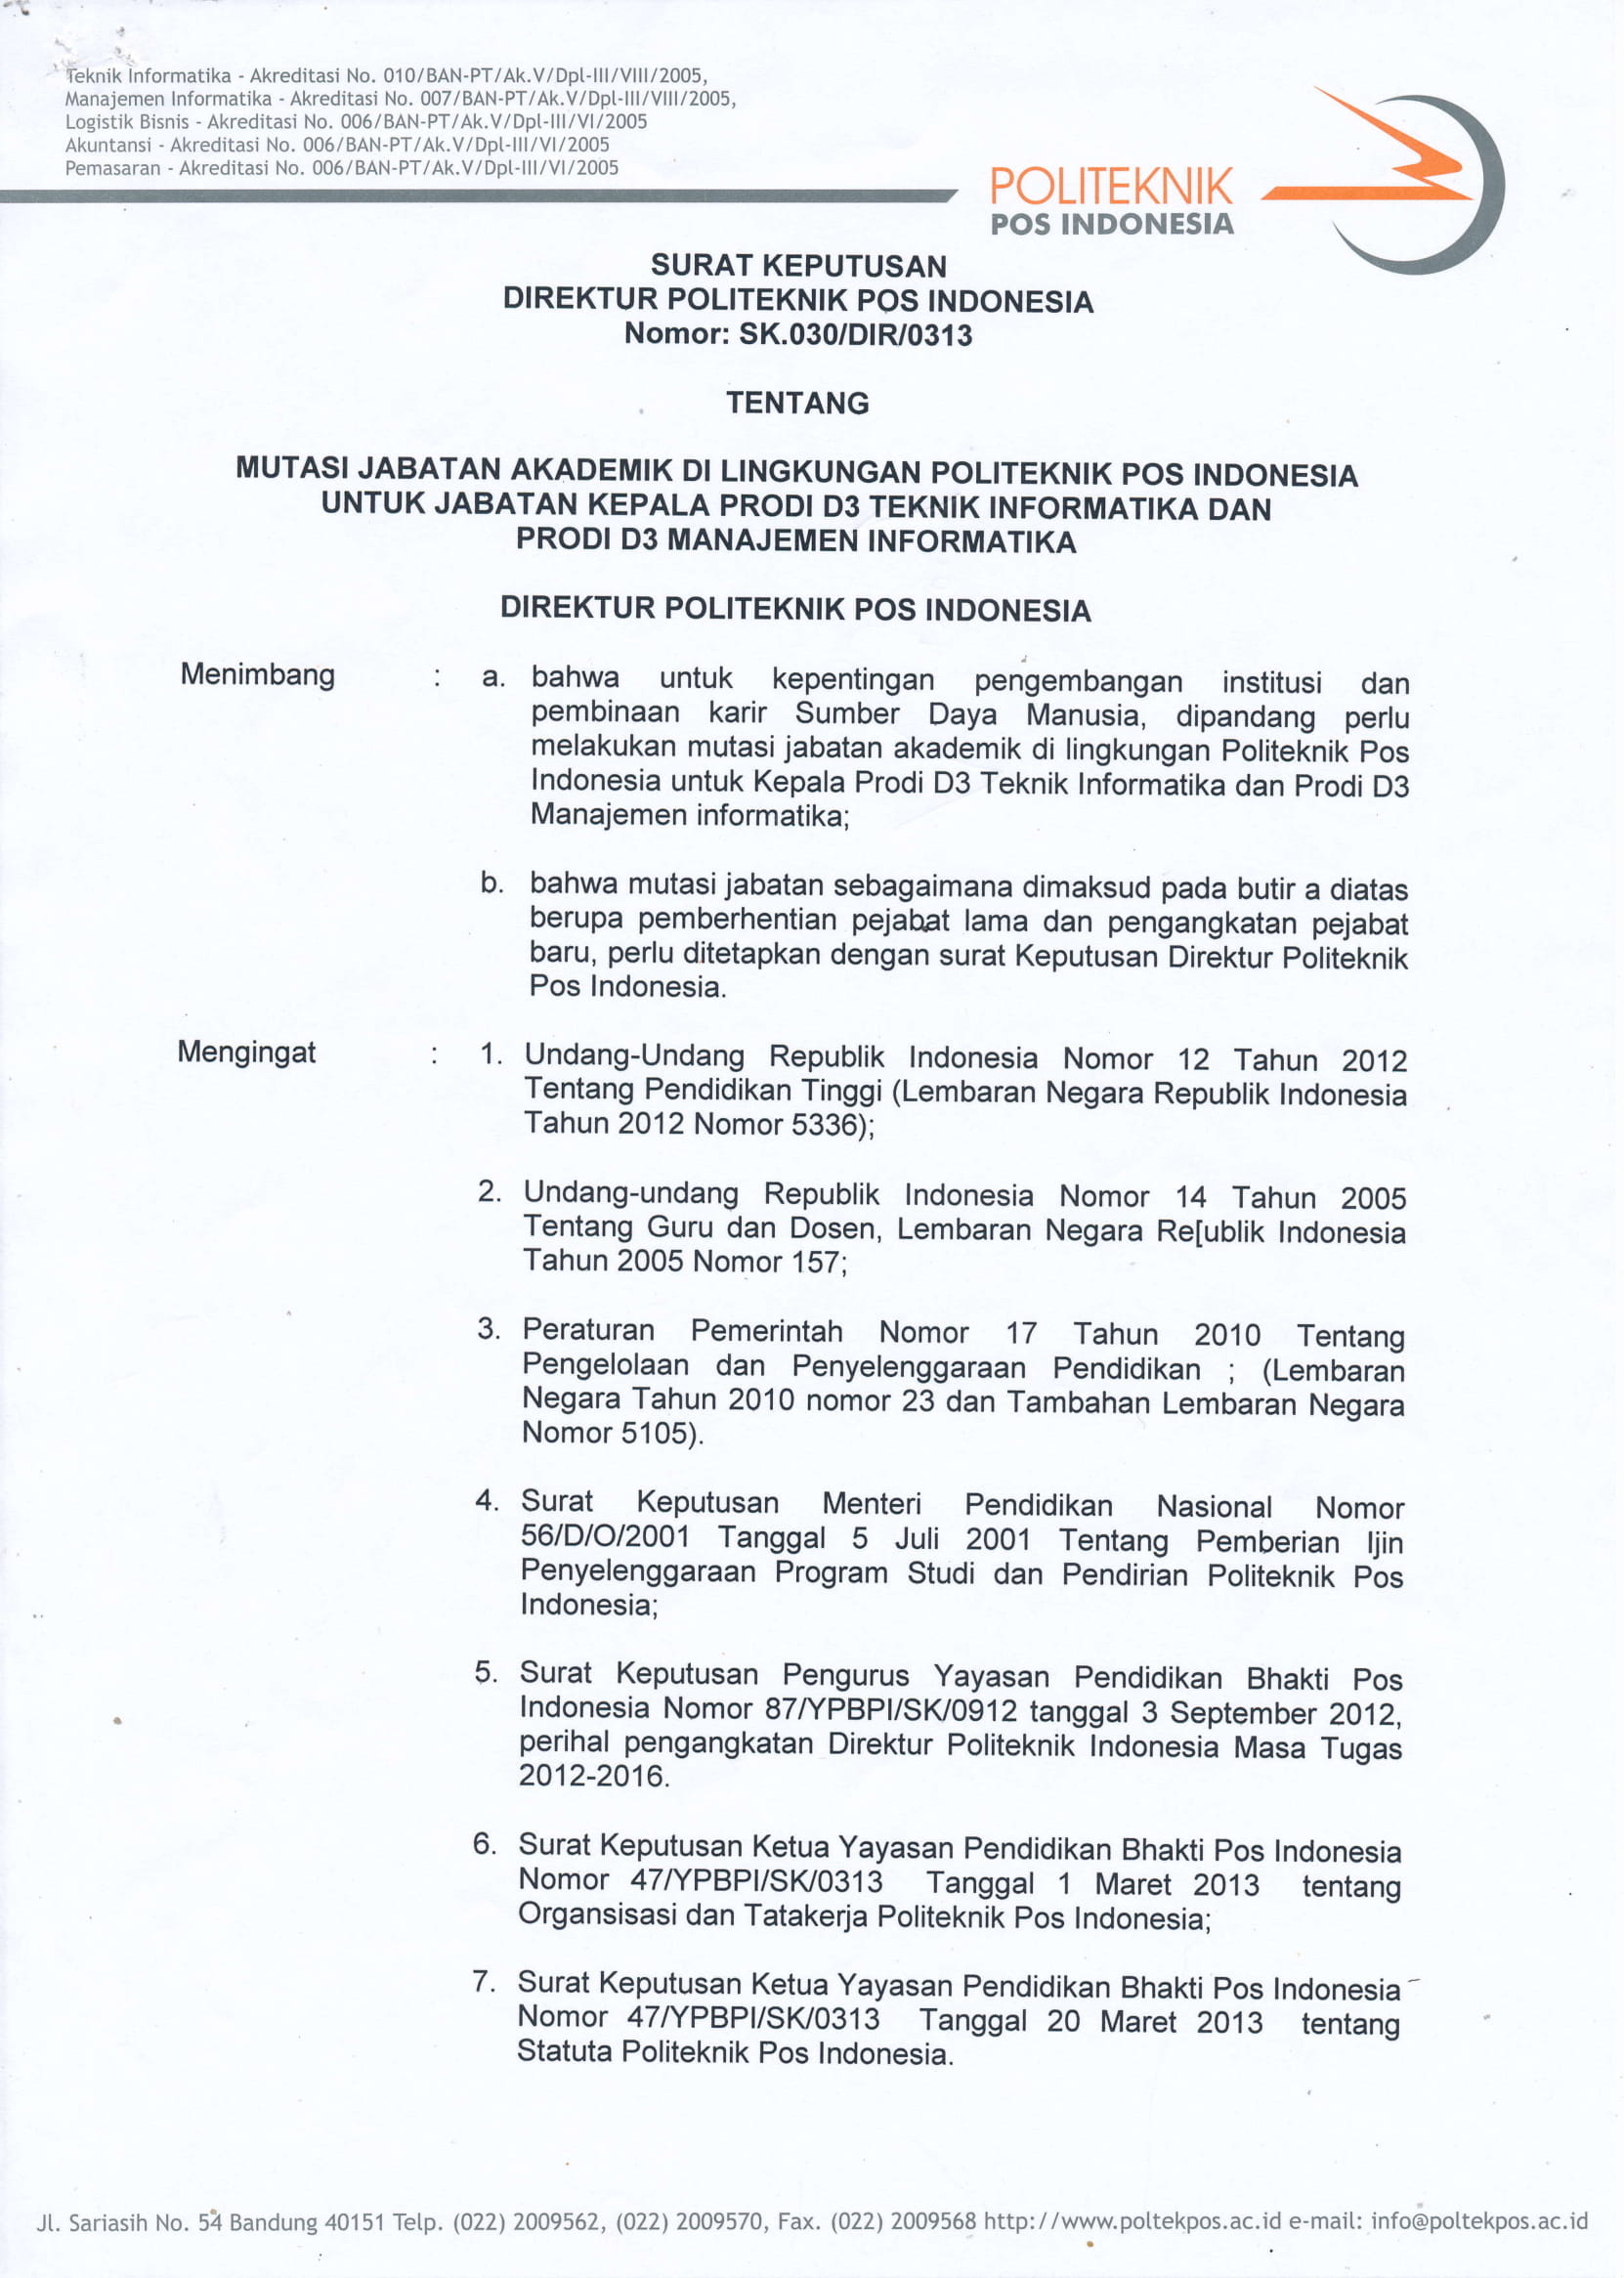 Teknik Informatika - Akreditasi No. 010/BAN-PT/Ak.V/Dpl-III/VIII/2005,
Manajemen Informatika - Akreditasi No. 007/BAN-PT/Ak.V/Dpl-III/VIII/2005,
Logistik Bisnis - Akreditasi No. 006/BAN-PT/Ak.V/Dpl-III/VI/2005
Akuntansi - Akreditasi No. 006/BAN-PT/Ak.V/Dpl-III/VI/2005
Pemasaran - Akreditasi No. 006/BAN-PT/Ak.V/Dpl-III/VI/2005
POLITEKNIK
POS INDONESIA
SURAT KEPUTUSAN
DIREKTUR POLITEKNIK POS INDONESIA
Nomor: SK.030/DIR/0313
TENTANG
MUTASI JABATAN AKADEMIK DI LINGKUNGAN POLITEKNIK POS INDONESIA
UNTUK JABATAN KEPALA PRODI D3 TEKNIK INFORMATIKA DAN
PRODI D3 MANAJEMEN INFORMATIKA
DIREKTUR POLITEKNIK POS INDONESIA
Menimbang : a. bahwa untuk kepentingan pengembangan institusi dan
pembinaan karir Sumber Daya Manusia, dipandang perlu
melakukan mutasi jabatan akademik di lingkungan Politeknik Pos
Indonesia untuk Kepala Prodi D3 Teknik Informatika dan Prodi D3
Manajemen informatika;
b. bahwa mutasi jabatan sebagaimana dimaksud pada butir a diatas
berupa pemberhentian pejabat lama dan pengangkatan pejabat
baru, perlu ditetapkan dengan surat Keputusan Direktur Politeknik
Pos Indonesia.
Mengingat : 1. Undang-Undang Republik Indonesia Nomor 12 Tahun 2012
Tentang Pendidikan Tinggi (Lembaran Negara Republik Indonesia
Tahun 2012 Nomor 5336);
2. Undang-undang Republik Indonesia Nomor 14 Tahun 2005
Tentang Guru dan Dosen, Lembaran Negara Re[ublik Indonesia
Tahun 2005 Nomor 157;
3. Peraturan Pemerintah Nomor 17 Tahun 2010 Tentang
Pengelolaan dan Penyelenggaraan Pendidikan ; (Lembaran
Negara Tahun 2010 nomor 23 dan Tambahan Lembaran Negara
Nomor 5105).
4. Surat Keputusan Menteri Pendidikan Nasional Nomor
56/D/O/2001 Tanggal 5 Juli 2001 Tentang Pemberian Ijin
Penyelenggaraan Program Studi dan Pendirian Politeknik Pos
Indonesia;
5. Surat Keputusan Pengurus Yayasan Pendidikan Bhakti Pos
Indonesia Nomor 87/YPBPI/SK/0912 tanggal 3 September 2012,
perihal pengangkatan Direktur Politeknik Indonesia Masa Tugas
2012-2016.
6. Surat Keputusan Ketua Yayasan Pendidikan Bhakti Pos Indonesia
Nomor 47/YPBPI/SK/0313 Tanggal 1 Maret 2013 tentang
Organsisasi dan Tatakerja Politeknik Pos Indonesia;
7. Surat Keputusan Ketua Yayasan Pendidikan Bhakti Pos Indonesia
Nomor 47/YPBPI/SK/0313 Tanggal 20 Maret 2013 tentang
Statuta Politeknik Pos Indonesia.
Jl. Sariasih No. 54 Bandung 40151 Telp. (022) 2009562, (022) 2009570, Fax. (022) 2009568 http://www.poltekpos.ac.id e-mail: info@poltekpos.ac.id